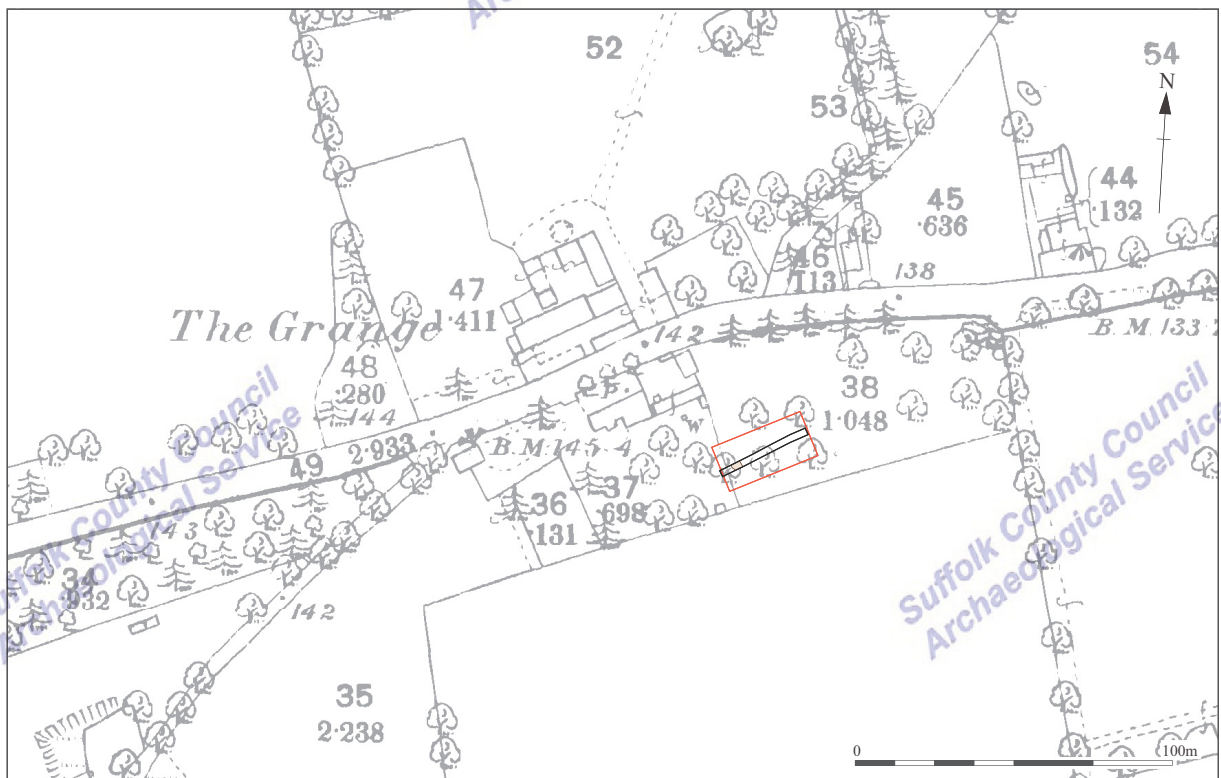 52
54
N
53
44
·132
45
·636
46
113
138
47
1·411
The Grange
142
B.M. 133·
48
·280
144
38
1·048
L.B.
W
B.M. 145·4
2·933
49
36
·131
37
·698
43
34
·932
142
35
2·238
0
100m
Suffolk County Council
Archaeological Service
Suffolk County Council
Archaeological Service